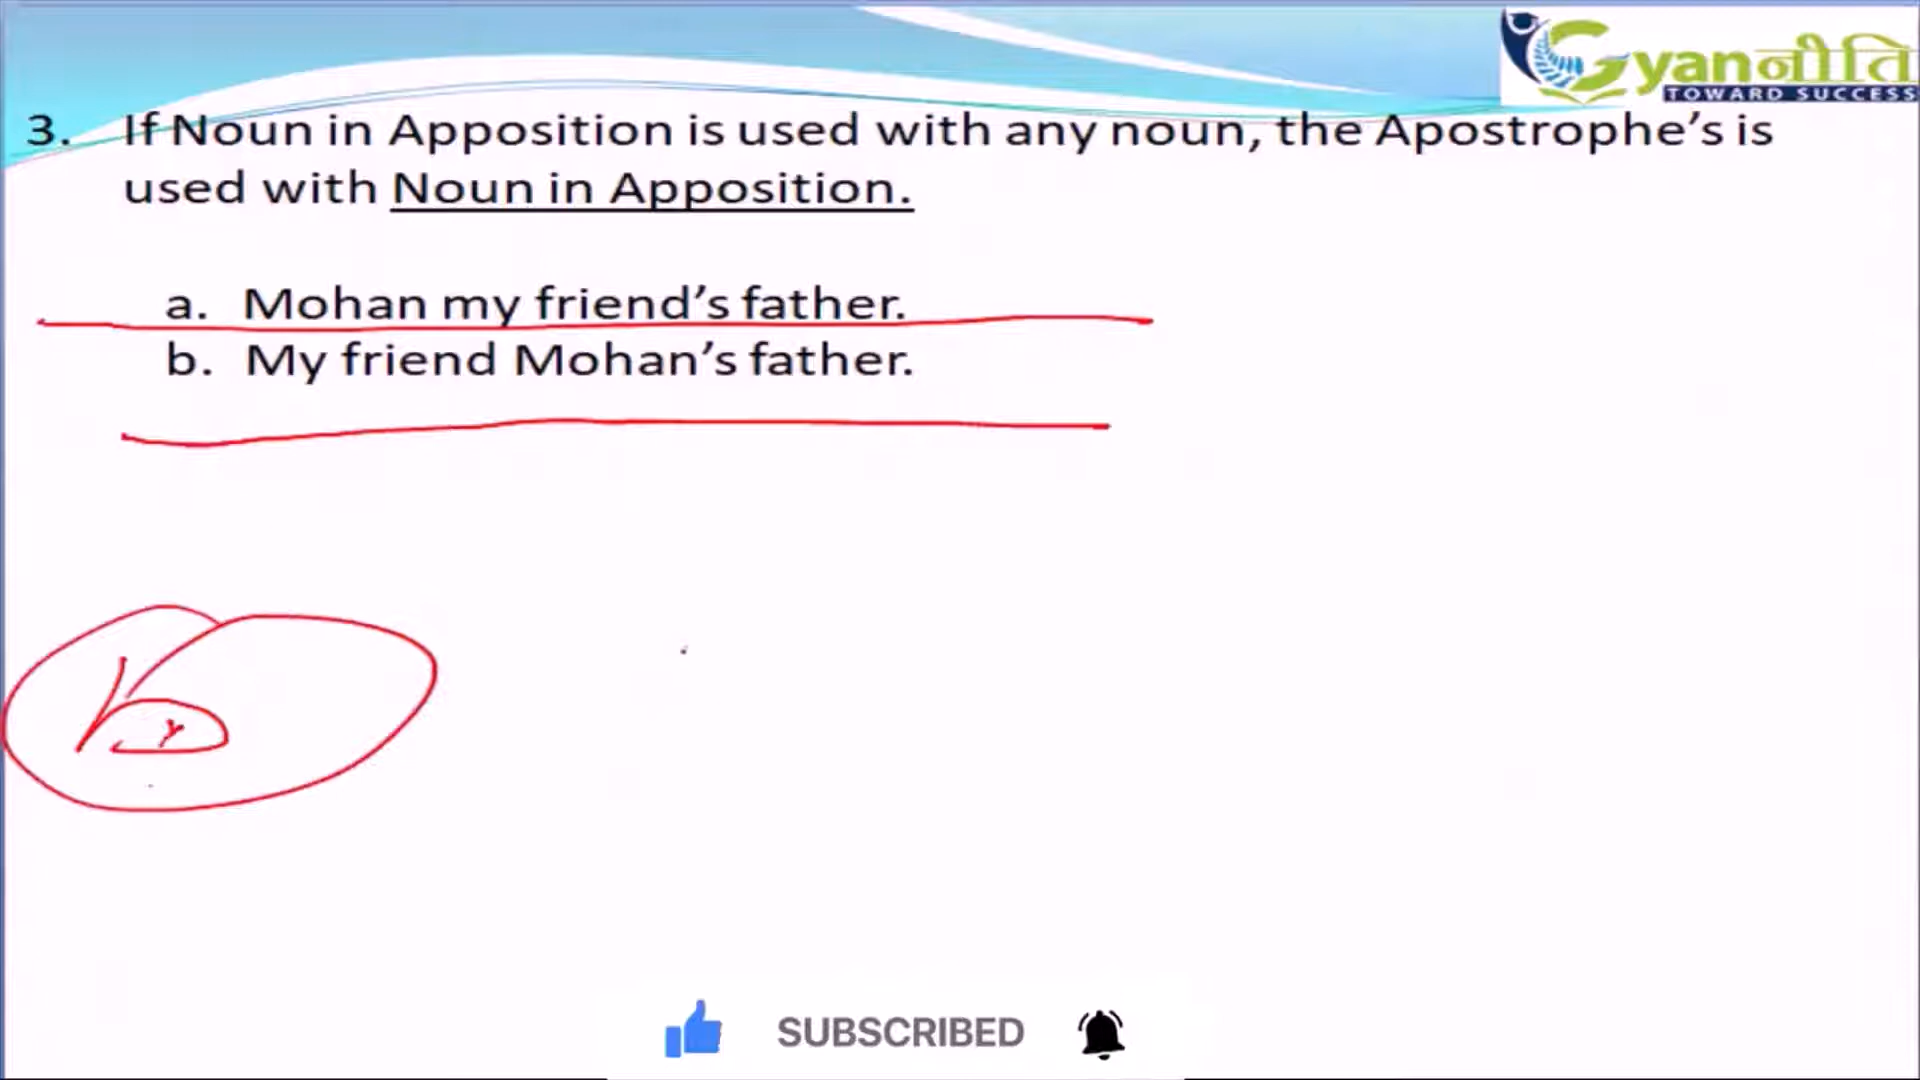 Gyanनीति
TOWARD SUCCESS
3. If Noun in Apposition is used with any noun, the Apostrophe's is
used with Noun in Apposition.
a. Mohan my friend's father.
b. My friend Mohan's father.
SUBSCRIBED